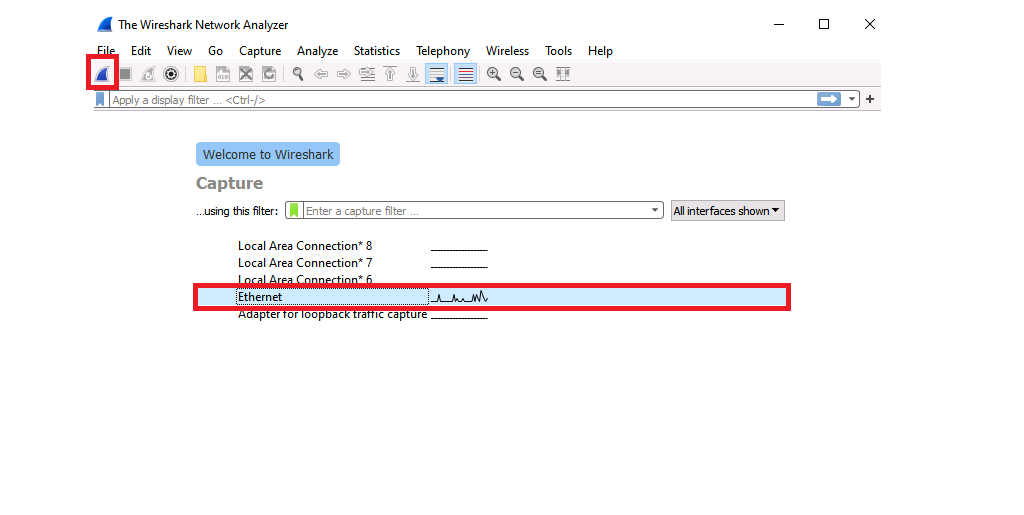 The Wireshark Network Analyzer
File Edit View Go Capture Analyze Statistics Telephony Wireless Tools Help
Apply a display filter ... <Ctrl-/>
Welcome to Wireshark
Capture
...using this filter: Enter a capture filter ... All interfaces shown
Local Area Connection* 8
Local Area Connection* 7
Local Area Connection* 6
Ethernet
Adapter for loopback traffic capture